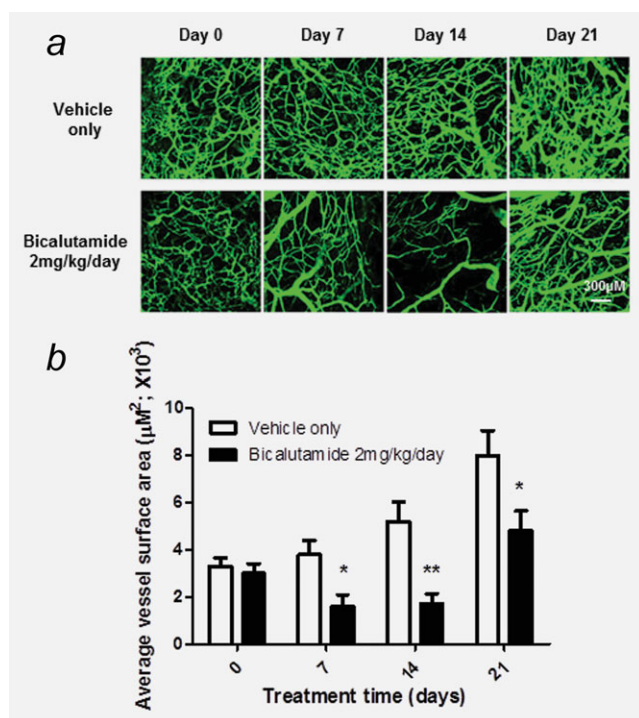 a
Day 0 Day 7 Day 14 Day 21
Vehicle
only
Bicalutamide
2mg/kg/day
300µM
b
Average vessel surface area (µM²; X10³)
10
8
6
4
2
0
Vehicle only
Bicalutamide 2mg/kg/day
* ** *
0 7 14 21
Treatment time (days)